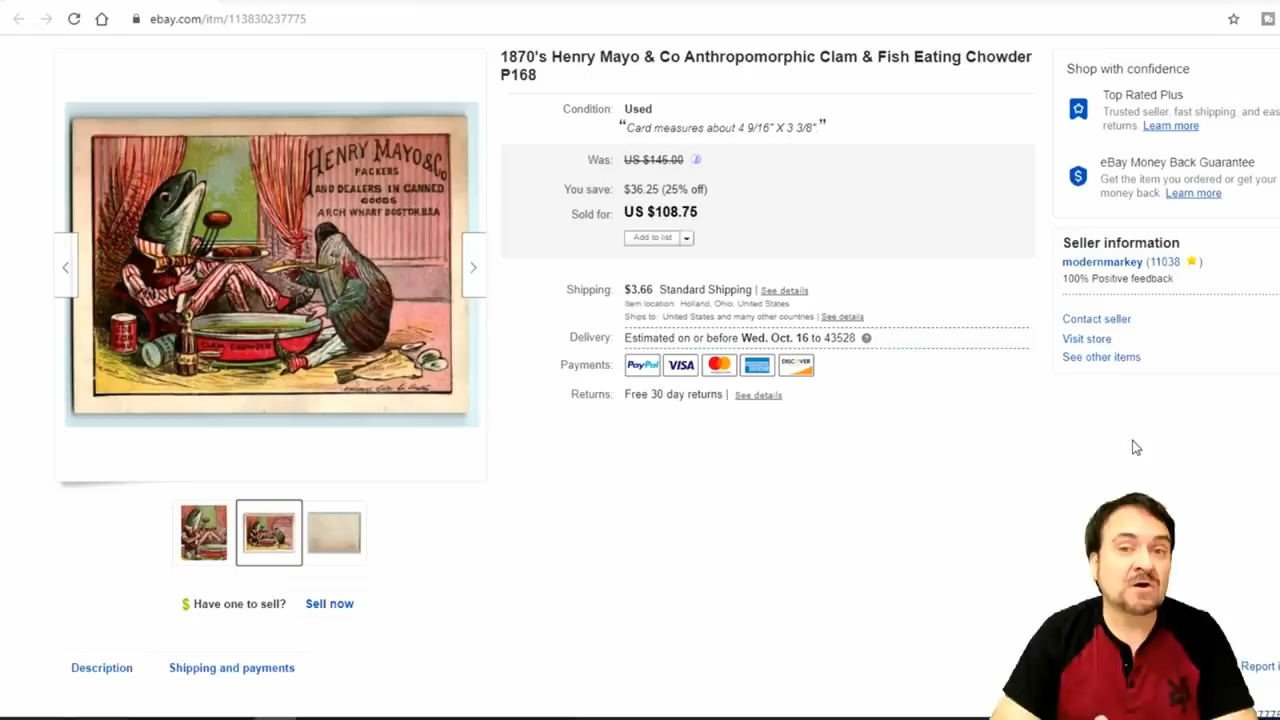 ebay.com/itm/113830237775
1870's Henry Mayo & Co Anthropomorphic Clam & Fish Eating Chowder
P168
Condition: Used
"Card measures about 4 9/16" X 3 3/8"."
Was: US $145.00
You save: $36.25 (25% off)
Sold for: US $108.75
Add to list
Shipping: $3.66 Standard Shipping | See details
Item location: Holland, Ohio, United States
Ships to: United States and many other countries | See details
Delivery: Estimated on or before Wed. Oct. 16 to 43528
Payments: PayPal VISA DISCOVER
Returns: Free 30 day returns | See details
HENRY MAYO & Co
PACKERS
AND DEALERS IN CANNED
GOODS
ARCH WHARF BOSTON. U.S.A
CLAM CHOWDER
$ Have one to sell? Sell now
Description
Shipping and payments
Shop with confidence
Top Rated Plus
Trusted seller, fast shipping, and eas
returns. Learn more
eBay Money Back Guarantee
Get the item you ordered or get your
money back. Learn more
Seller information
modernmarkey (11038 )
100% Positive feedback
Contact seller
Visit store
See other items
Report i